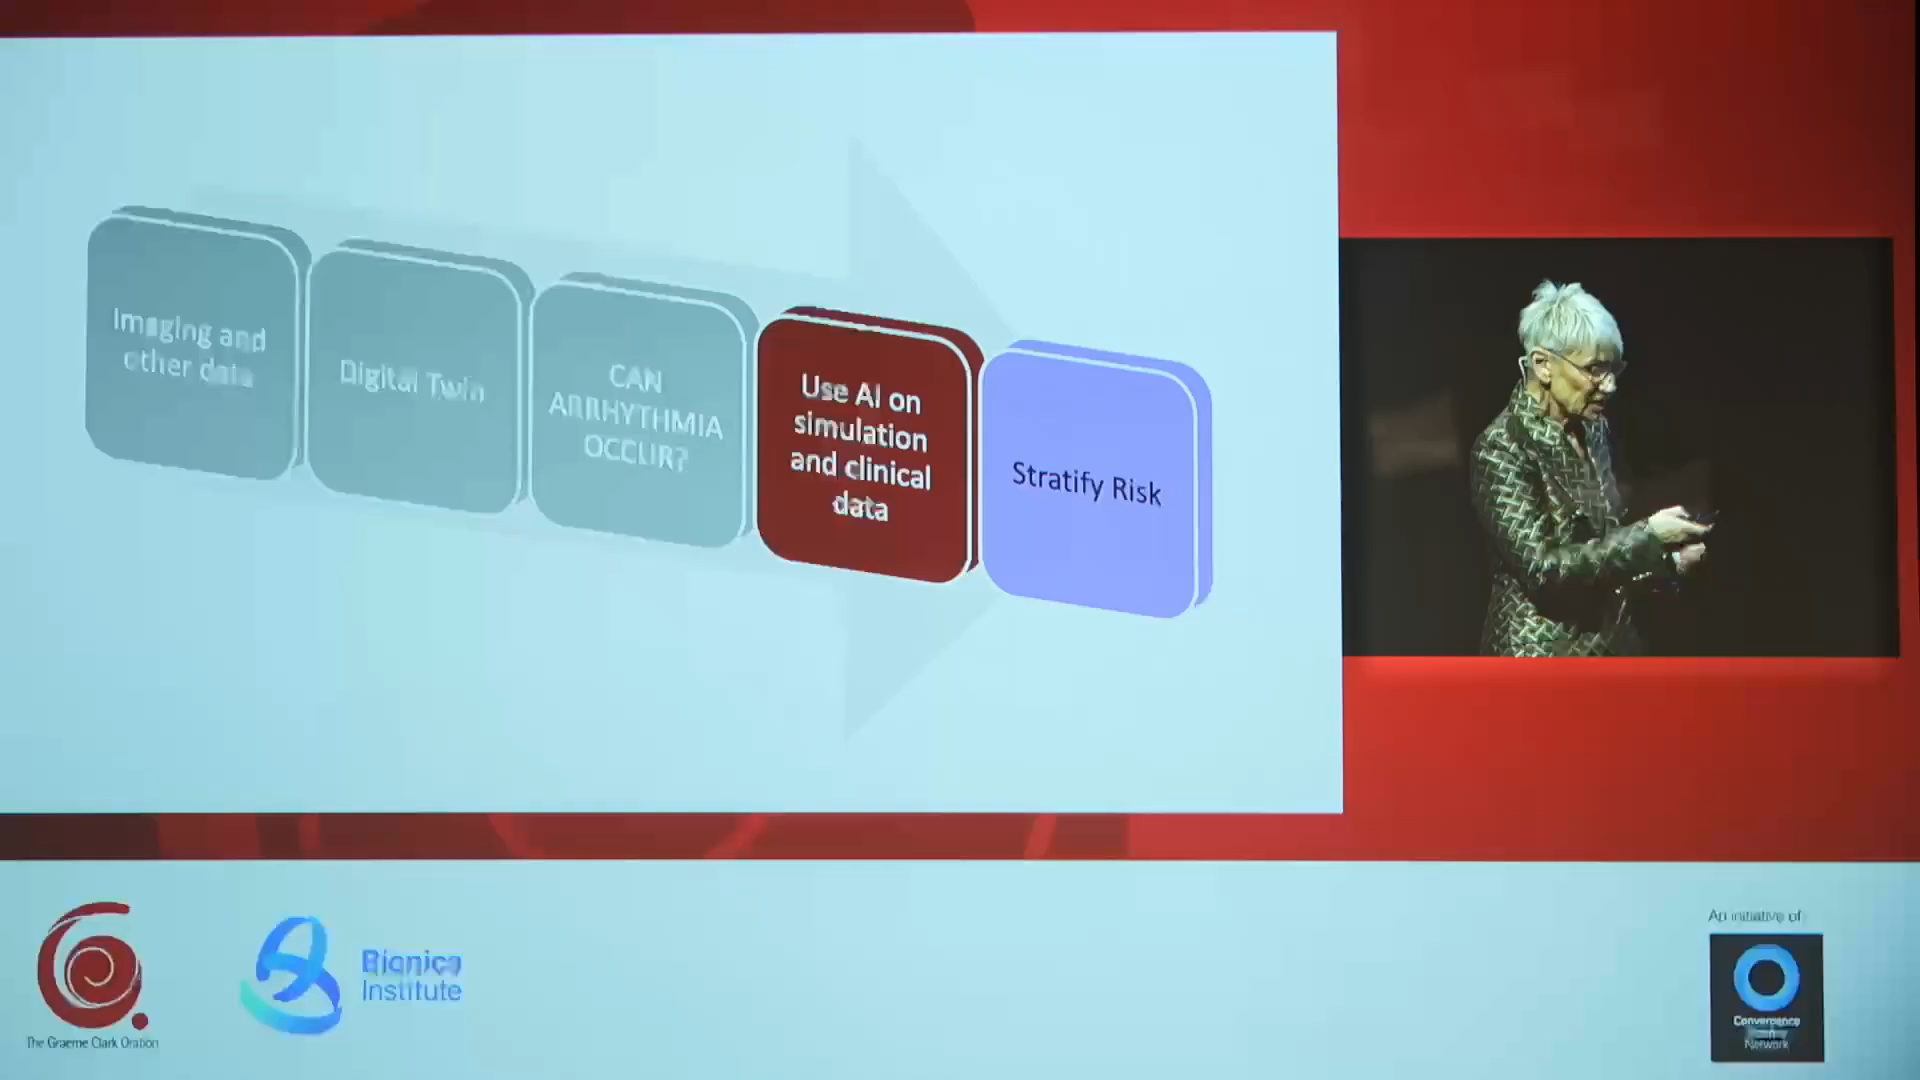 Imaging and
other data
Digital Twin
CAN
ARRHYTHMIA
OCCUR?
Use AI on
simulation
and clinical
data
Stratify Risk
The Graeme Clark Oration
Bionics
Institute
An initiative of:
Convergence
Network